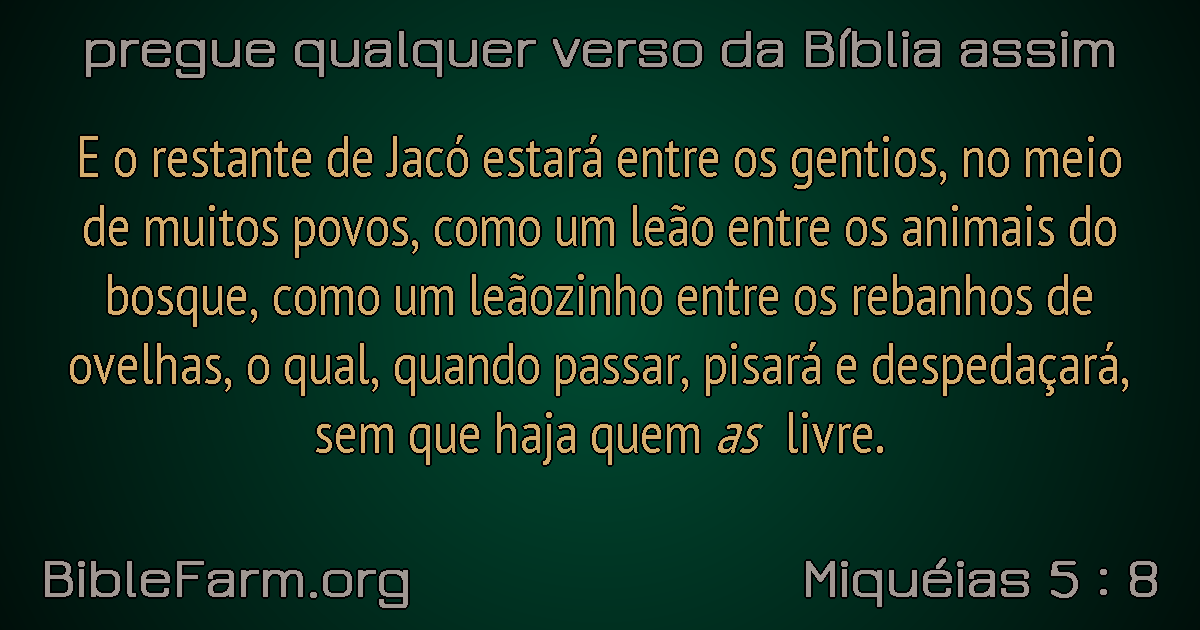 pregue qualquer verso da Bíblia assim
E o restante de Jacó estará entre os gentios, no meio
de muitos povos, como um leão entre os animais do
bosque, como um leãozinho entre os rebanhos de
ovelhas, o qual, quando passar, pisará e despedaçará,
sem que haja quem as livre.
BibleFarm.org
Miquéias 5 : 8